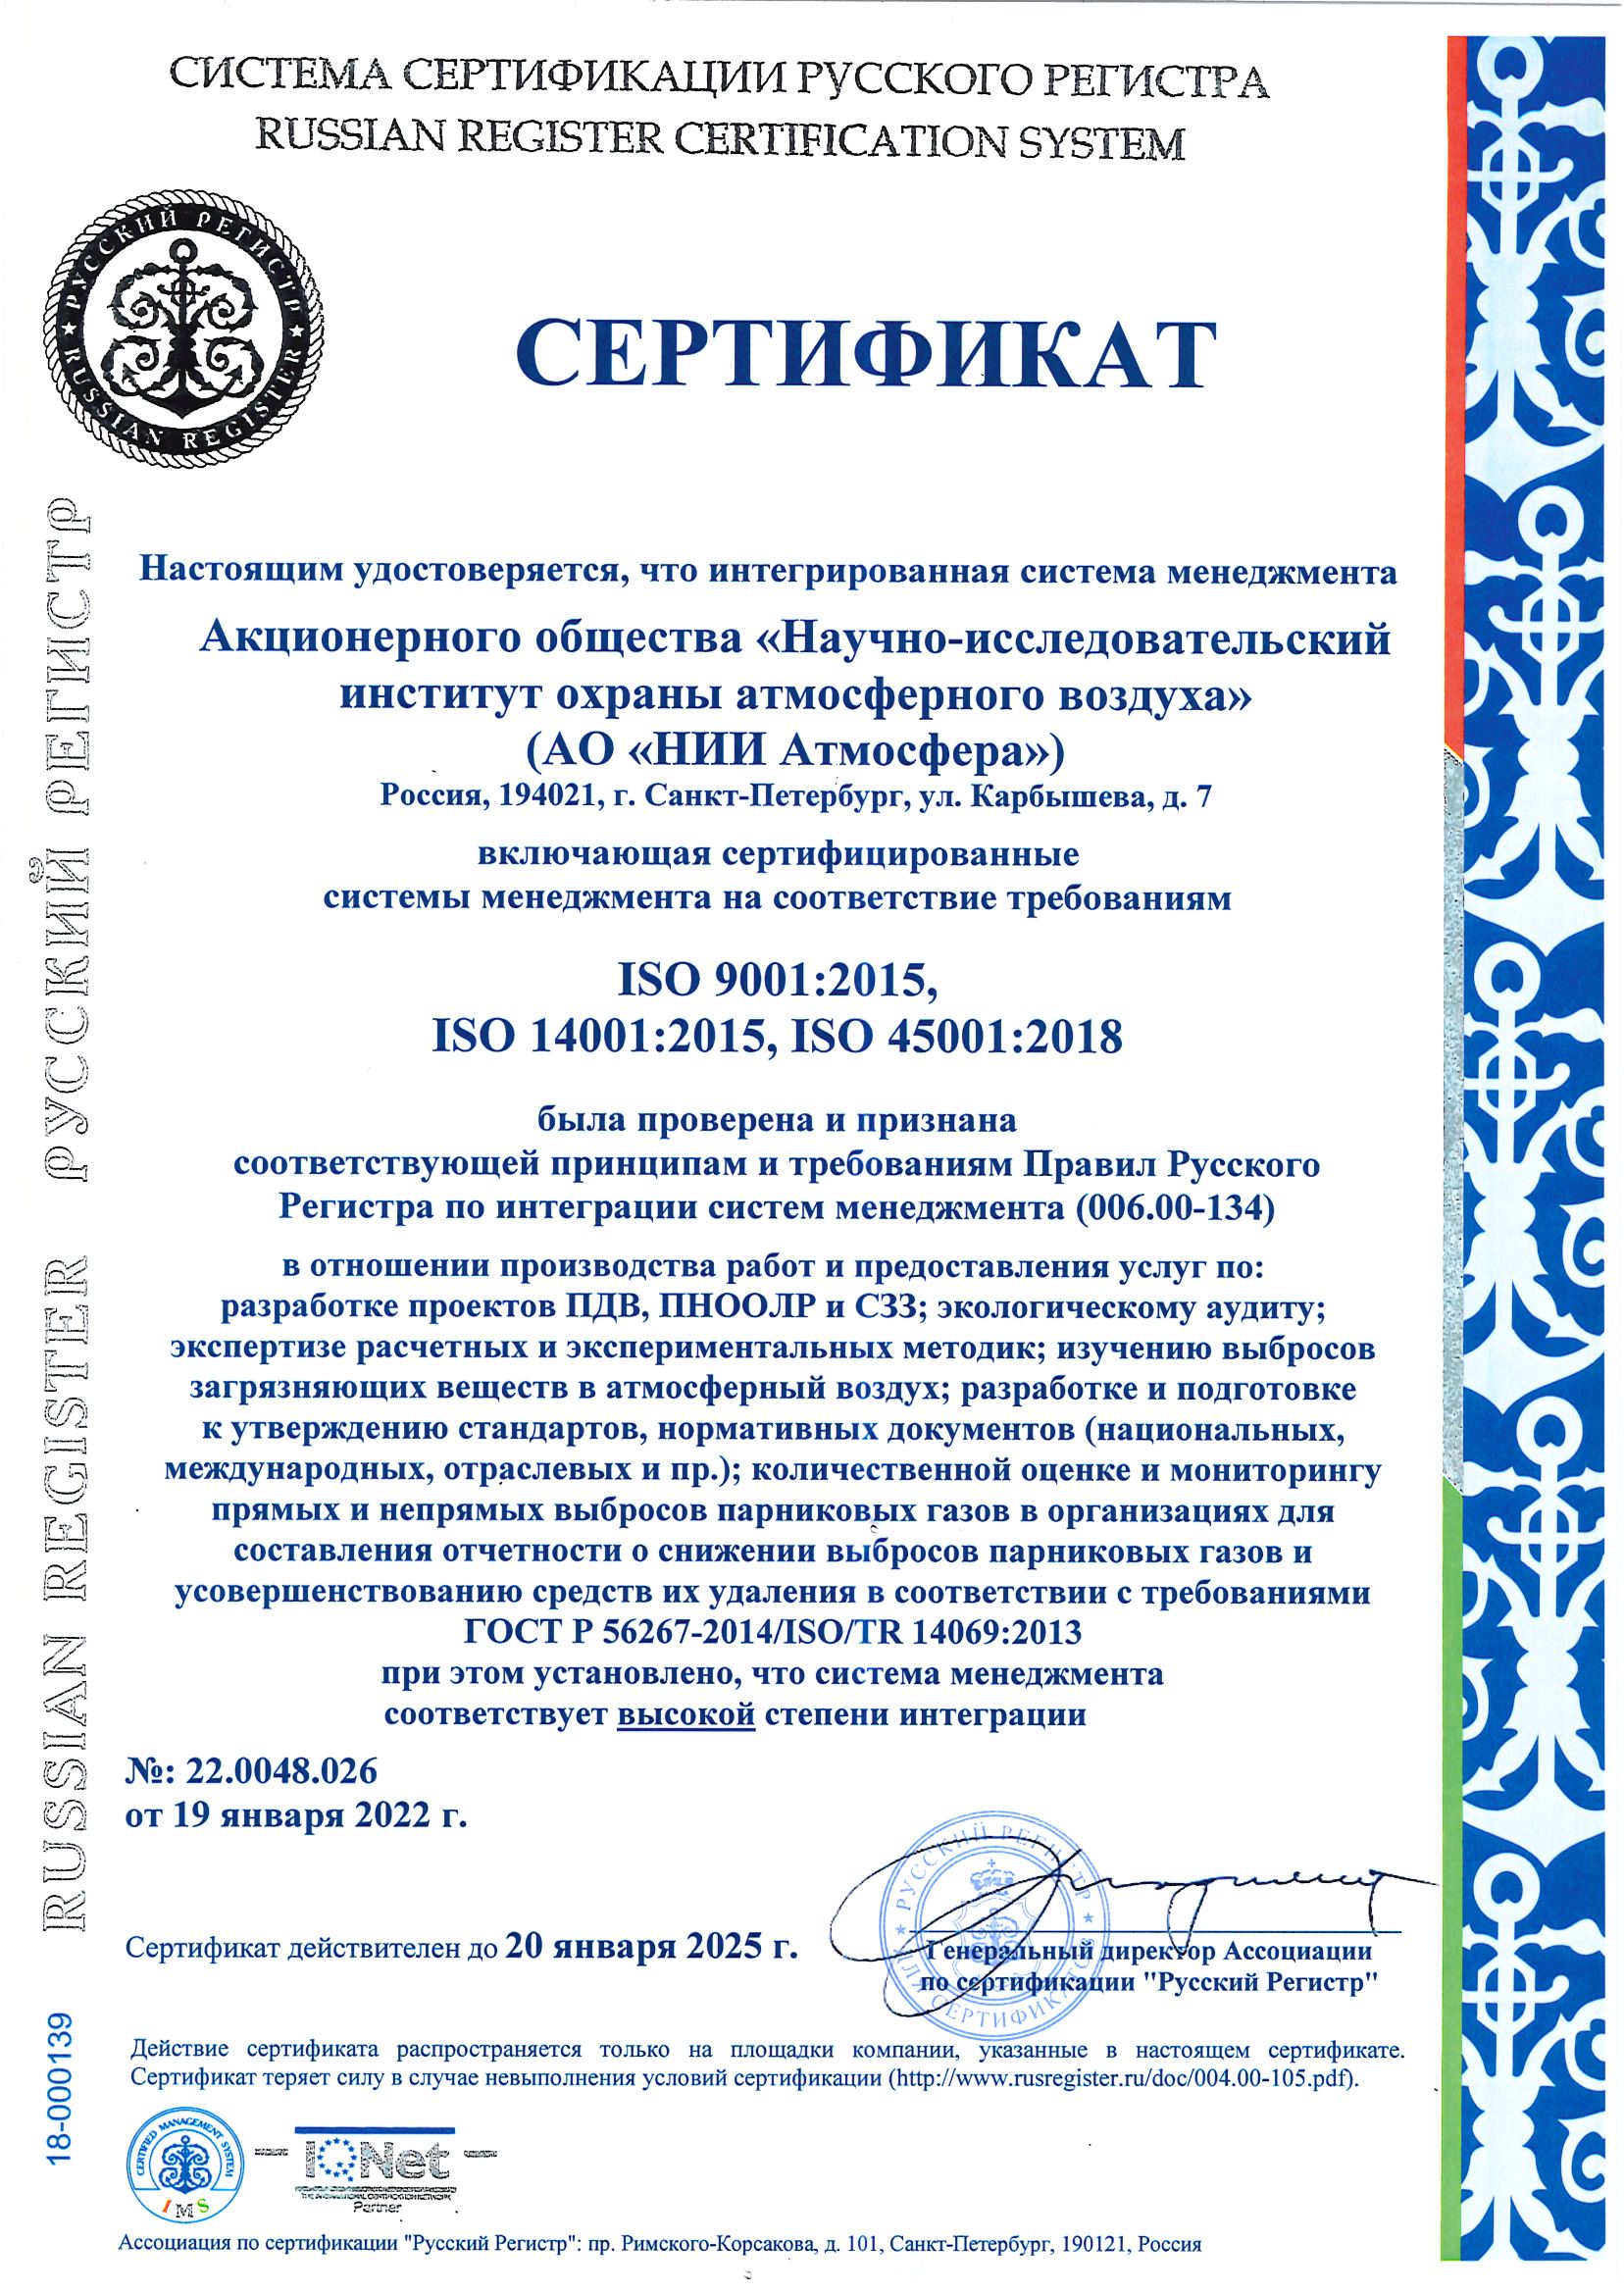 СИСТЕМА СЕРТИФИКАЦИИ РУССКОГО РЕГИСТРА
RUSSIAN REGISTER CERTIFICATION SYSTEM
РУССКИЙ РЕГИСТР
RUSSIAN REGISTER
СЕРТИФИКАТ
Настоящим удостоверяется, что интегрированная система менеджмента
Акционерного общества «Научно-исследовательский
институт охраны атмосферного воздуха»
(АО «НИИ Атмосфера»)
Россия, 194021, г. Санкт-Петербург, ул. Карбышева, д. 7
включающая сертифицированные
системы менеджмента на соответствие требованиям
ISO 9001:2015,
ISO 14001:2015, ISO 45001:2018
была проверена и признана
соответствующей принципам и требованиям Правил Русского
Регистра по интеграции систем менеджмента (006.00-134)
в отношении производства работ и предоставления услуг по:
разработке проектов ПДВ, ПНООЛР и СЗЗ; экологическому аудиту;
экспертизе расчетных и экспериментальных методик; изучению выбросов
загрязняющих веществ в атмосферный воздух; разработке и подготовке
к утверждению стандартов, нормативных документов (национальных,
международных, отраслевых и пр.); количественной оценке и мониторингу
прямых и непрямых выбросов парниковых газов в организациях для
составления отчетности о снижении выбросов парниковых газов и
усовершенствованию средств их удаления в соответствии с требованиями
ГОСТ Р 56267-2014/ISO/TR 14069:2013
при этом установлено, что система менеджмента
соответствует высокой степени интеграции
№: 22.0048.026
от 19 января 2022 г.
Сертификат действителен до 20 января 2025 г.
РУССКИЙ РЕГИСТР
ДЛЯ СЕРТИФИКАТОВ
Генеральный директор Ассоциации
по сертификации "Русский Регистр"
Действие сертификата распространяется только на площадки компании, указанные в настоящем сертификате.
Сертификат теряет силу в случае невыполнения условий сертификации (http://www.rusregister.ru/doc/004.00-105.pdf).
CERTIFIED MANAGEMENT SYSTEM
IMS
IQNet
THE INTERNATIONAL CERTIFICATION NETWORK
Partner
Ассоциация по сертификации "Русский Регистр": пр. Римского-Корсакова, д. 101, Санкт-Петербург, 190121, Россия
РУССКИЙ РЕГИСТР
RUSSIAN REGISTER
18-000139